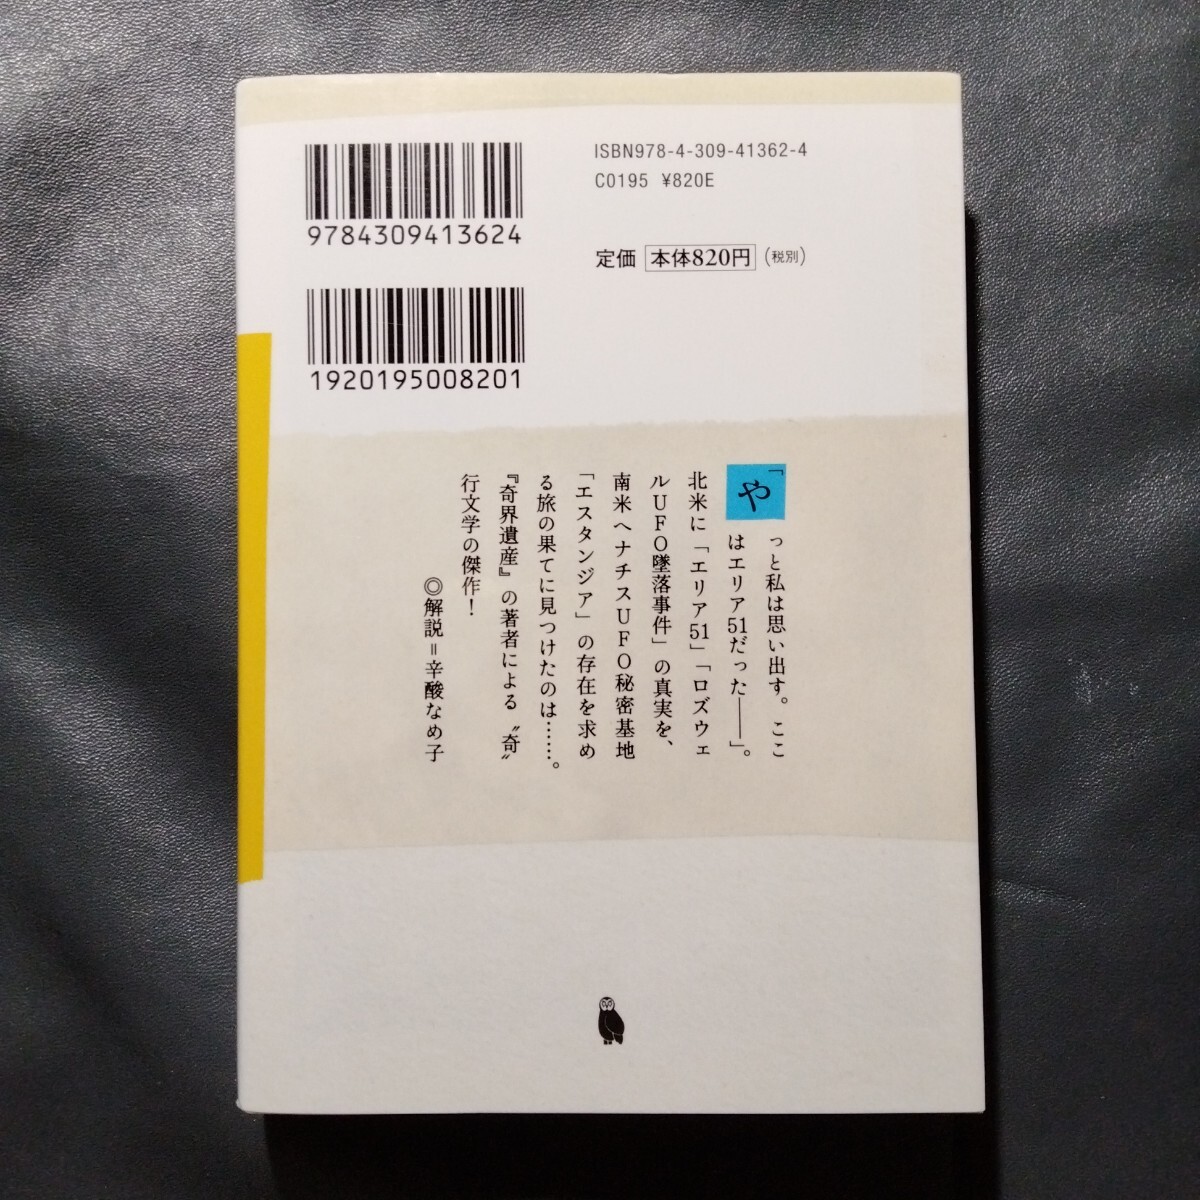 ISBN978-4-309-41362-4
C0195 ¥820E
9784309413624
定価 本体820円（税別）
1920195008201
「やっと私は思い出す。ここ
はエリア51だった――」。
北米に「エリア51」「ロズウェ
ルUFO墜落事件」の真実を、
南米へナチスUFO秘密基地
「エスタンジア」の存在を求め
る旅の果てに見つけたのは……。
『奇界遺産』の著者による〝奇〟
行文学の傑作！
◎解説＝辛酸なめ子